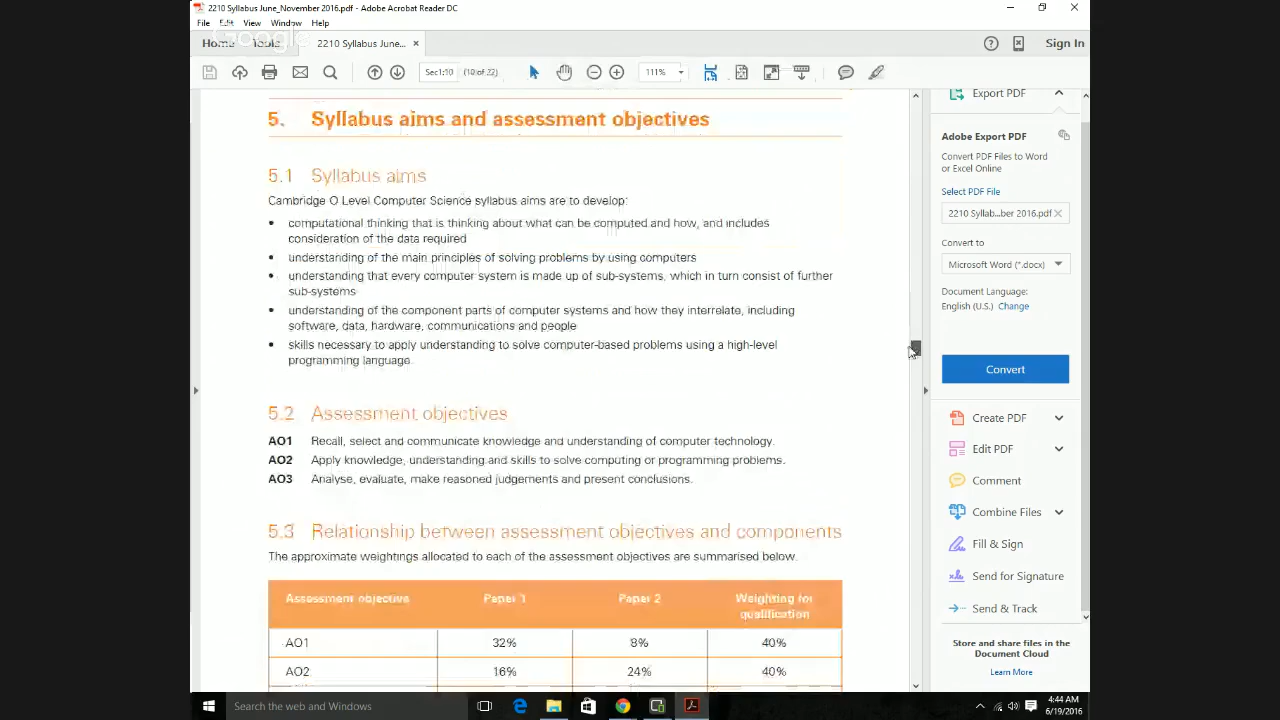 2210 Syllabus June_November 2016.pdf - Adobe Acrobat Reader DC
File Edit View Window Help
Google
Home Tools 2210 Syllabus June... × Sign In
Sec1:10 (10 of 22) 111%
5. Syllabus aims and assessment objectives
5.1 Syllabus aims
Cambridge O Level Computer Science syllabus aims are to develop:
• computational thinking that is thinking about what can be computed and how, and includes
consideration of the data required
• understanding of the main principles of solving problems by using computers
• understanding that every computer system is made up of sub-systems, which in turn consist of further
sub-systems
• understanding of the component parts of computer systems and how they interrelate, including
software, data, hardware, communications and people
• skills necessary to apply understanding to solve computer-based problems using a high-level
programming language.
5.2 Assessment objectives
AO1 Recall, select and communicate knowledge and understanding of computer technology.
AO2 Apply knowledge, understanding and skills to solve computing or programming problems.
AO3 Analyse, evaluate, make reasoned judgements and present conclusions.
5.3 Relationship between assessment objectives and components
The approximate weightings allocated to each of the assessment objectives are summarised below.
Assessment objective Paper 1 Paper 2 Weighting for
qualification
AO1 32% 8% 40%
AO2 16% 24% 40%
Export PDF
Adobe Export PDF
Convert PDF Files to Word
or Excel Online
Select PDF File
2210 Syllab...ber 2016.pdf ×
Convert to
Microsoft Word (*.docx)
Document Language:
English (U.S.) Change
Convert
Create PDF
Edit PDF
Comment
Combine Files
Fill & Sign
Send for Signature
Send & Track
Store and share files in the
Document Cloud
Learn More
Search the web and Windows
4:44 AM
6/19/2016